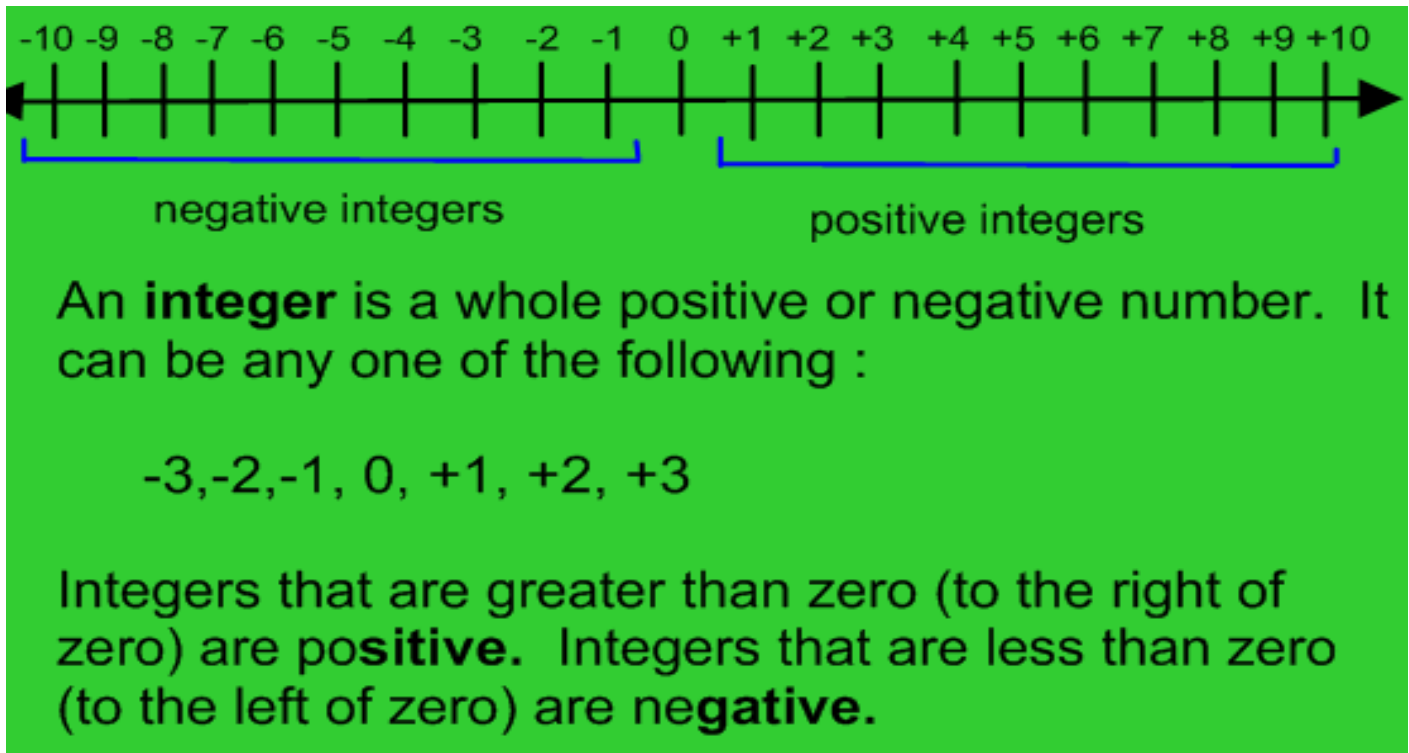 -10 -9 -8 -7 -6 -5 -4 -3 -2 -1 0 +1 +2 +3 +4 +5 +6 +7 +8 +9 +10
negative integers
positive integers
An integer is a whole positive or negative number. It
can be any one of the following :
-3,-2,-1, 0, +1, +2, +3
Integers that are greater than zero (to the right of
zero) are positive. Integers that are less than zero
(to the left of zero) are negative.